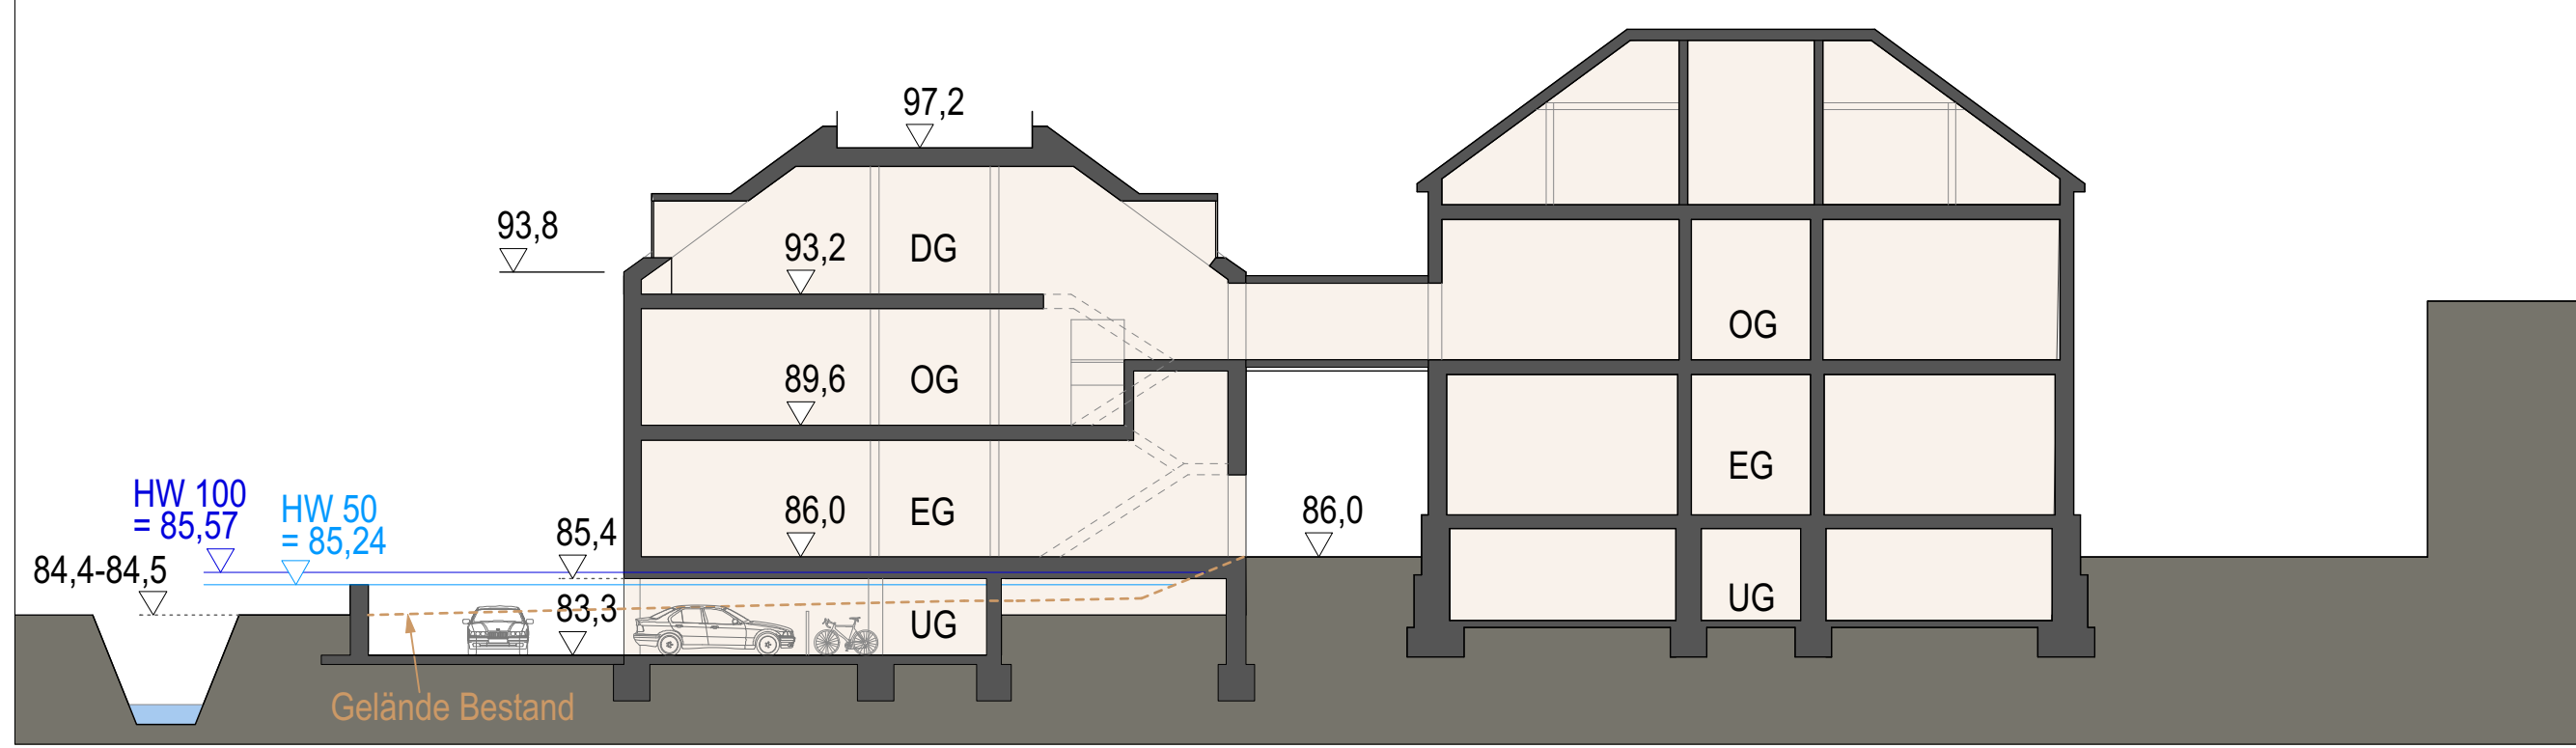 97,2
93,8
93,2
DG
OG
89,6
OG
EG
HW 100
= 85,57
HW 50
= 85,24
85,4
86,0
EG
86,0
84,4-84,5
83,3
UG
UG
Gelände Bestand